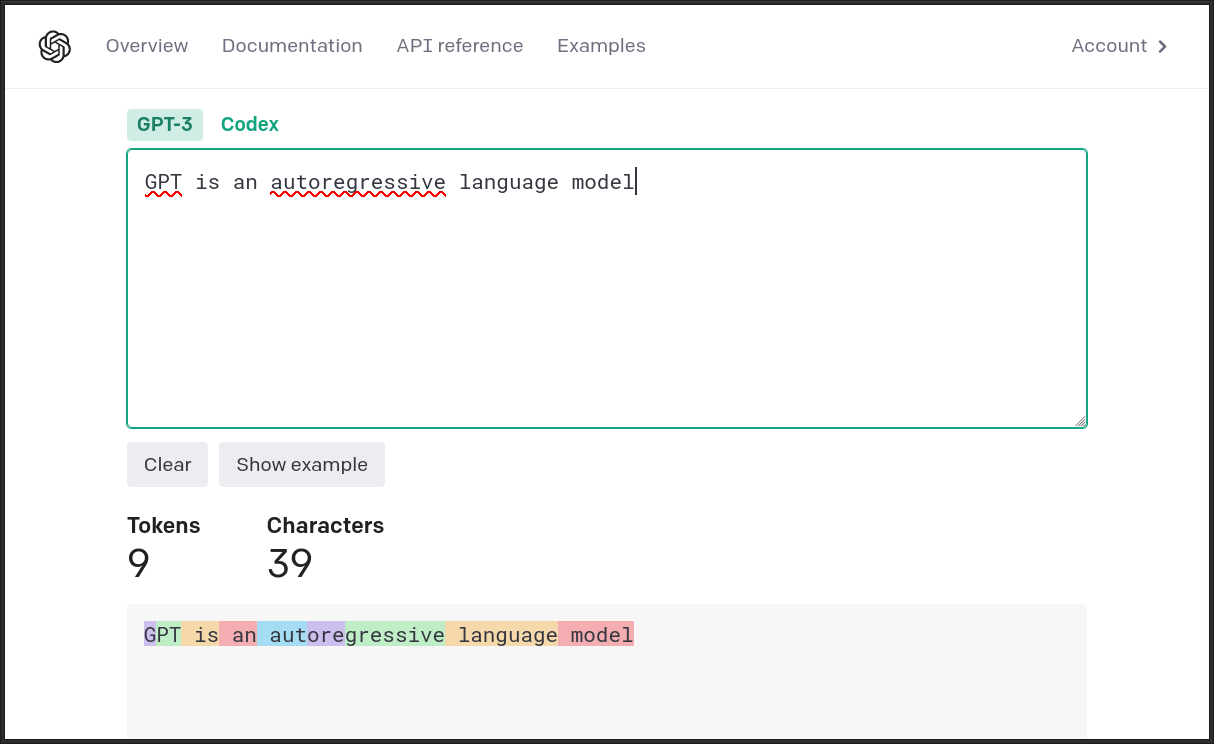 Overview Documentation API reference Examples Account
GPT-3 Codex
GPT is an autoregressive language model
Clear Show example
Tokens Characters
9 39
GPT is an autoregressive language model